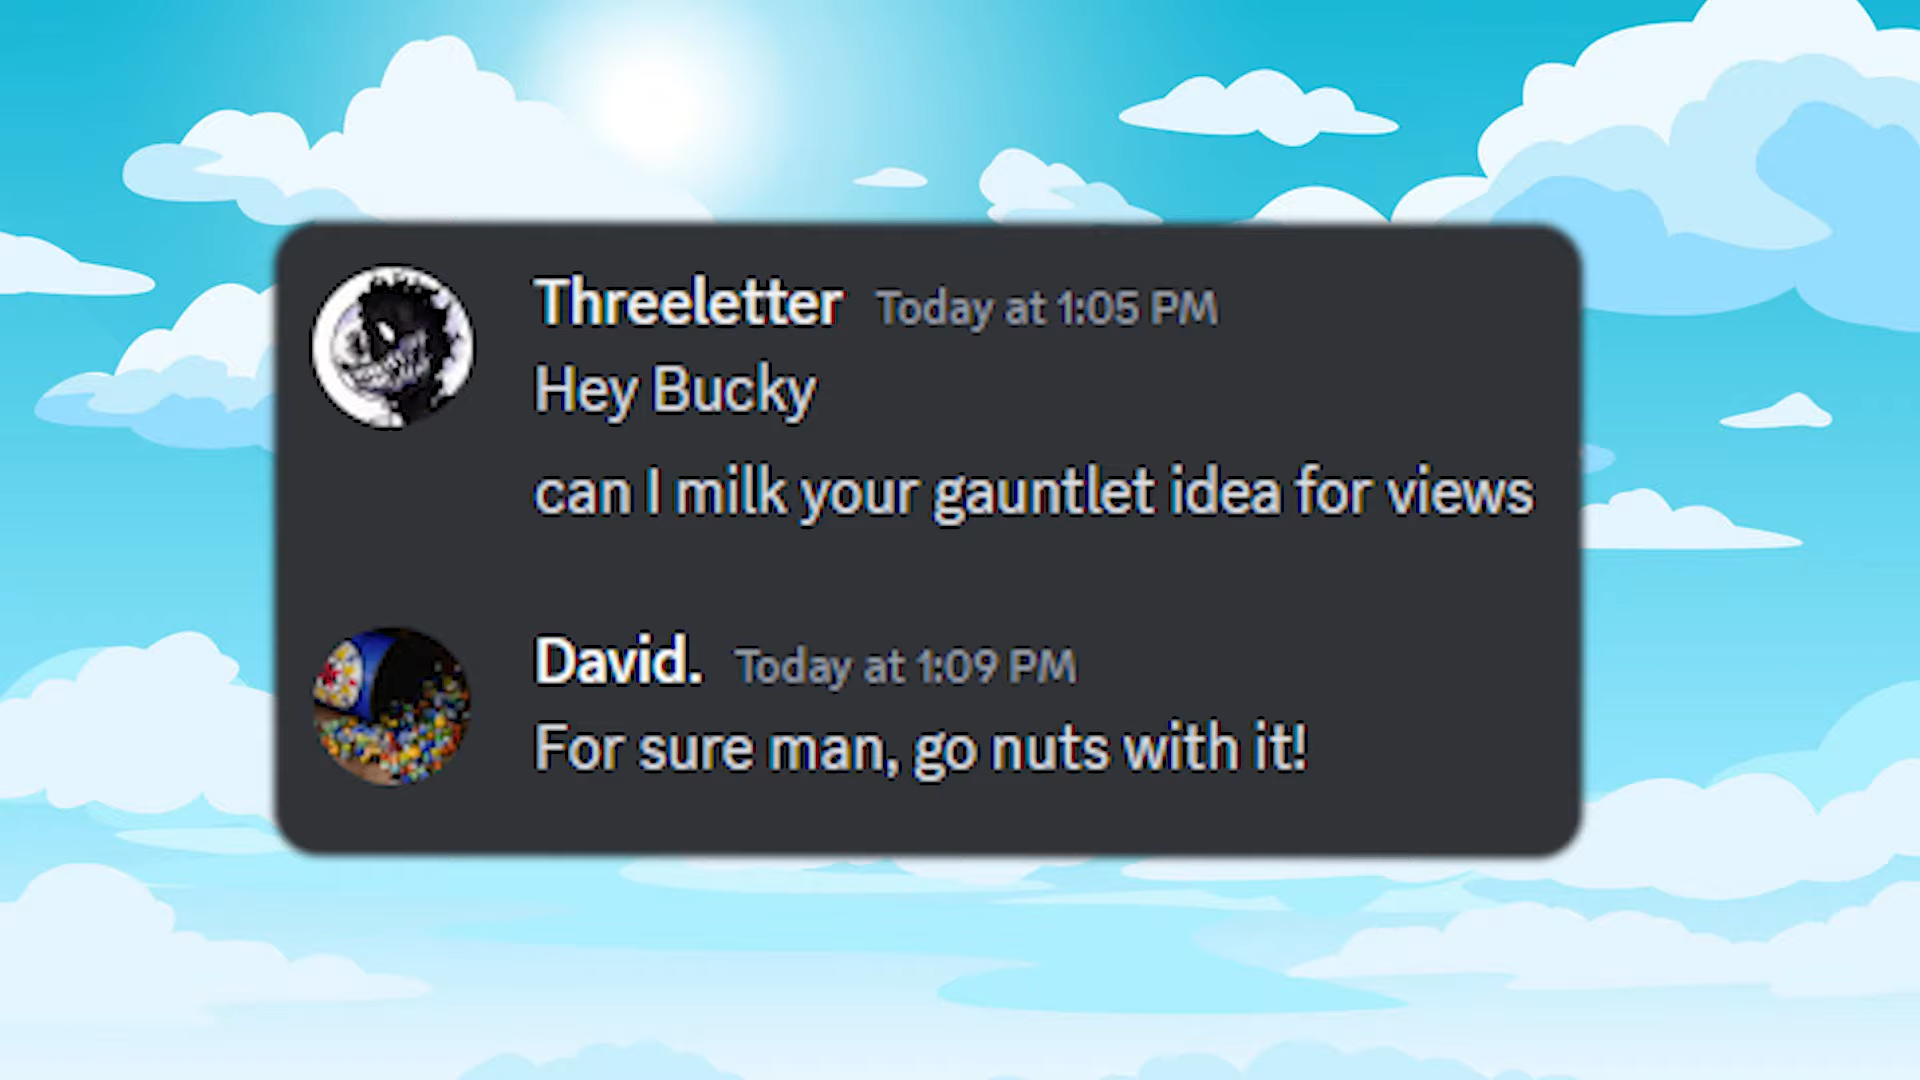 Threeletter Today at 1:05 PM
Hey Bucky
can I milk your gauntlet idea for views
David. Today at 1:09 PM
For sure man, go nuts with it!